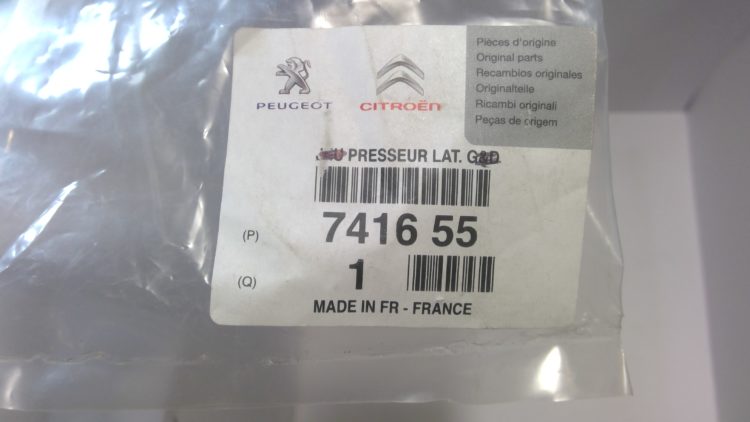 PEUGEOT
CITROËN
Pièces d'origine
Original parts
Recambios originales
Originalteile
Ricambi originali
Peças de origem
PRESSEUR LAT. G&D
(P) 7416 55
(Q) 1
MADE IN FR - FRANCE